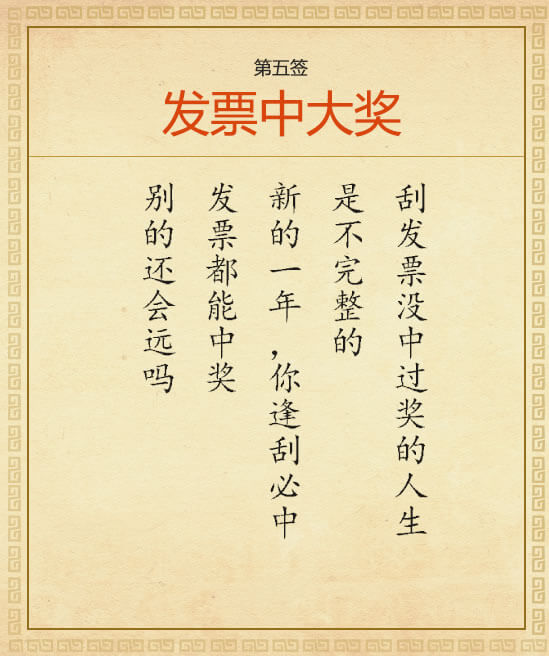 第五签
发票中大奖
刮发票没中过奖的人生
是不完整的
新的一年，你逢刮必中
发票都能中奖
别的还会远吗